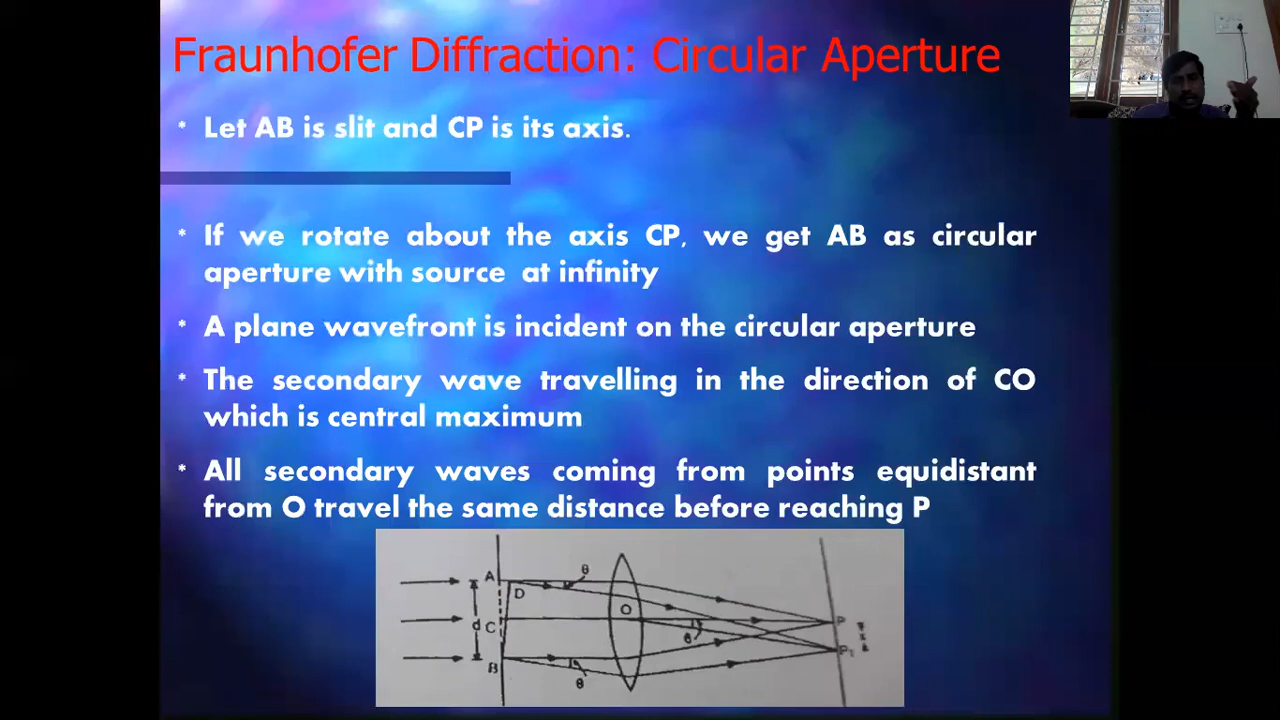 Fraunhofer Diffraction: Circular Aperture
* Let AB is slit and CP is its axis.
* If we rotate about the axis CP, we get AB as circular
aperture with source at infinity
* A plane wavefront is incident on the circular aperture
* The secondary wave travelling in the direction of CO
which is central maximum
* All secondary waves coming from points equidistant
from O travel the same distance before reaching P
A
θ
D
O
d
C
θ
P
B
θ
P₁